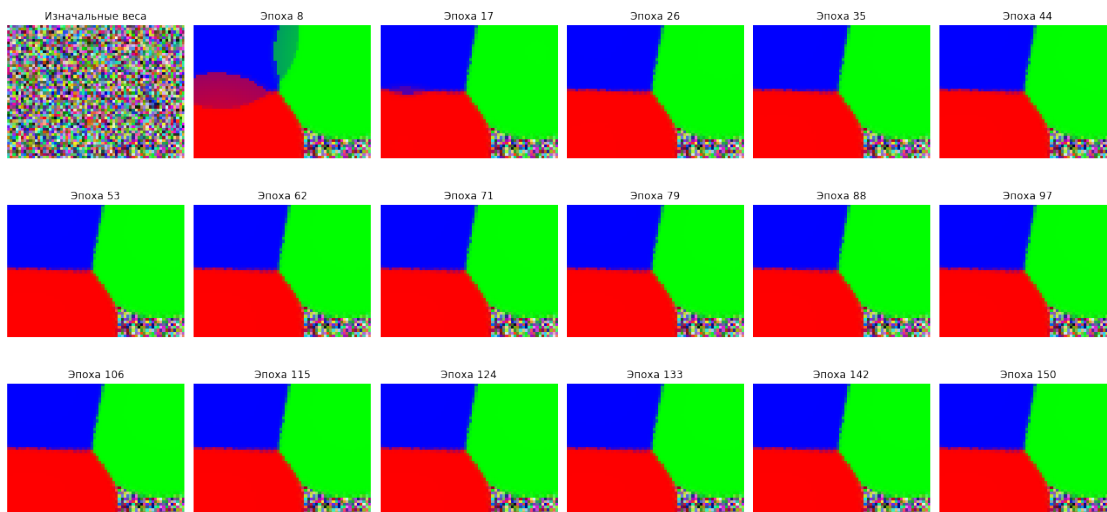 Изначальные веса
Эпоха 8
Эпоха 17
Эпоха 26
Эпоха 35
Эпоха 44
Эпоха 53
Эпоха 62
Эпоха 71
Эпоха 79
Эпоха 88
Эпоха 97
Эпоха 106
Эпоха 115
Эпоха 124
Эпоха 133
Эпоха 142
Эпоха 150